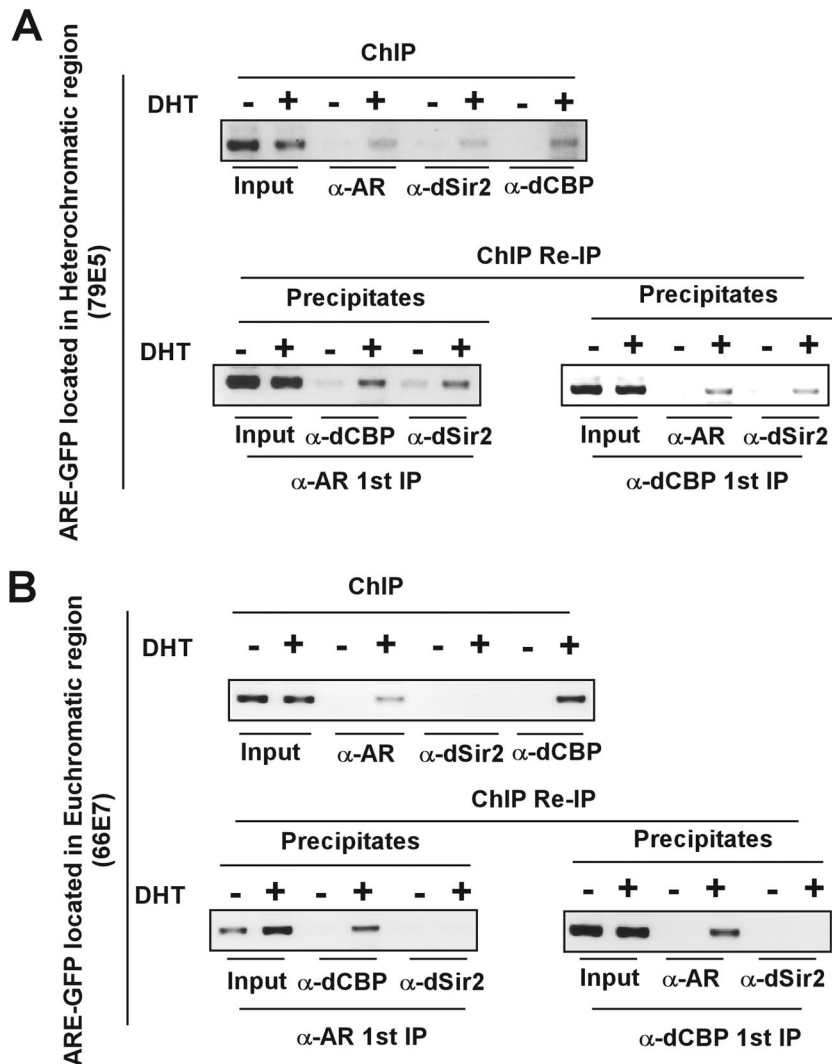 A
ARE-GFP located in Heterochromatic region
(79E5)
ChIP
DHT - + - + - + - +
Input α-AR α-dSir2 α-dCBP
ChIP Re-IP
Precipitates Precipitates
DHT - + - + - + - + - + - +
Input α-dCBP α-dSir2 Input α-AR α-dSir2
α-AR 1st IP α-dCBP 1st IP
B
ARE-GFP located in Euchromatic region
(66E7)
ChIP
DHT - + - + - + - +
Input α-AR α-dSir2 α-dCBP
ChIP Re-IP
Precipitates Precipitates
DHT - + - + - + - + - + - +
Input α-dCBP α-dSir2 Input α-AR α-dSir2
α-AR 1st IP α-dCBP 1st IP